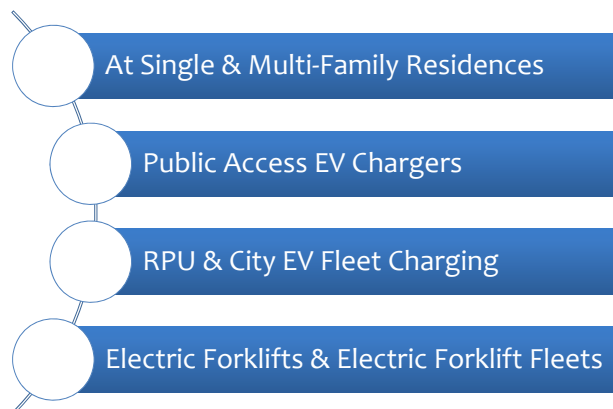 At Single & Multi-Family Residences
Public Access EV Chargers
RPU & City EV Fleet Charging
Electric Forklifts & Electric Forklift Fleets